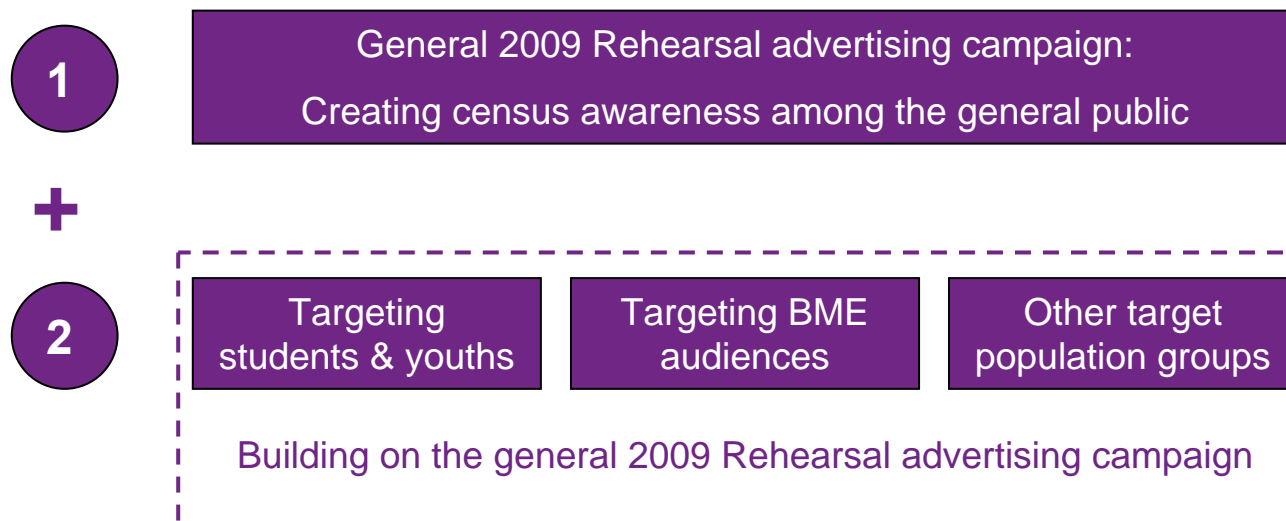 1
General 2009 Rehearsal advertising campaign:
Creating census awareness among the general public
+
2
Targeting
students & youths
Targeting BME
audiences
Other target
population groups
Building on the general 2009 Rehearsal advertising campaign